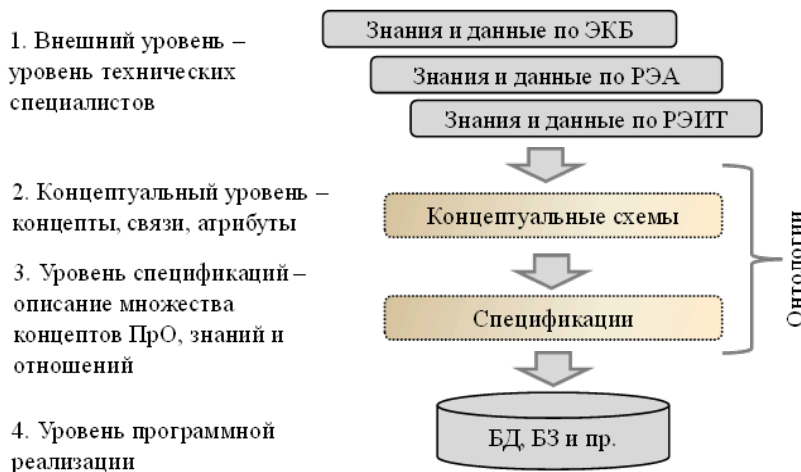 1. Внешний уровень –
уровень технических
специалистов
Знания и данные по ЭКБ
Знания и данные по РЭА
Знания и данные по РЭИТ
2. Концептуальный уровень –
концепты, связи, атрибуты
Концептуальные схемы
3. Уровень спецификаций –
описание множества
концептов ПрО, знаний и
отношений
Спецификации
Онтологии
4. Уровень программной
реализации
БД, БЗ и пр.